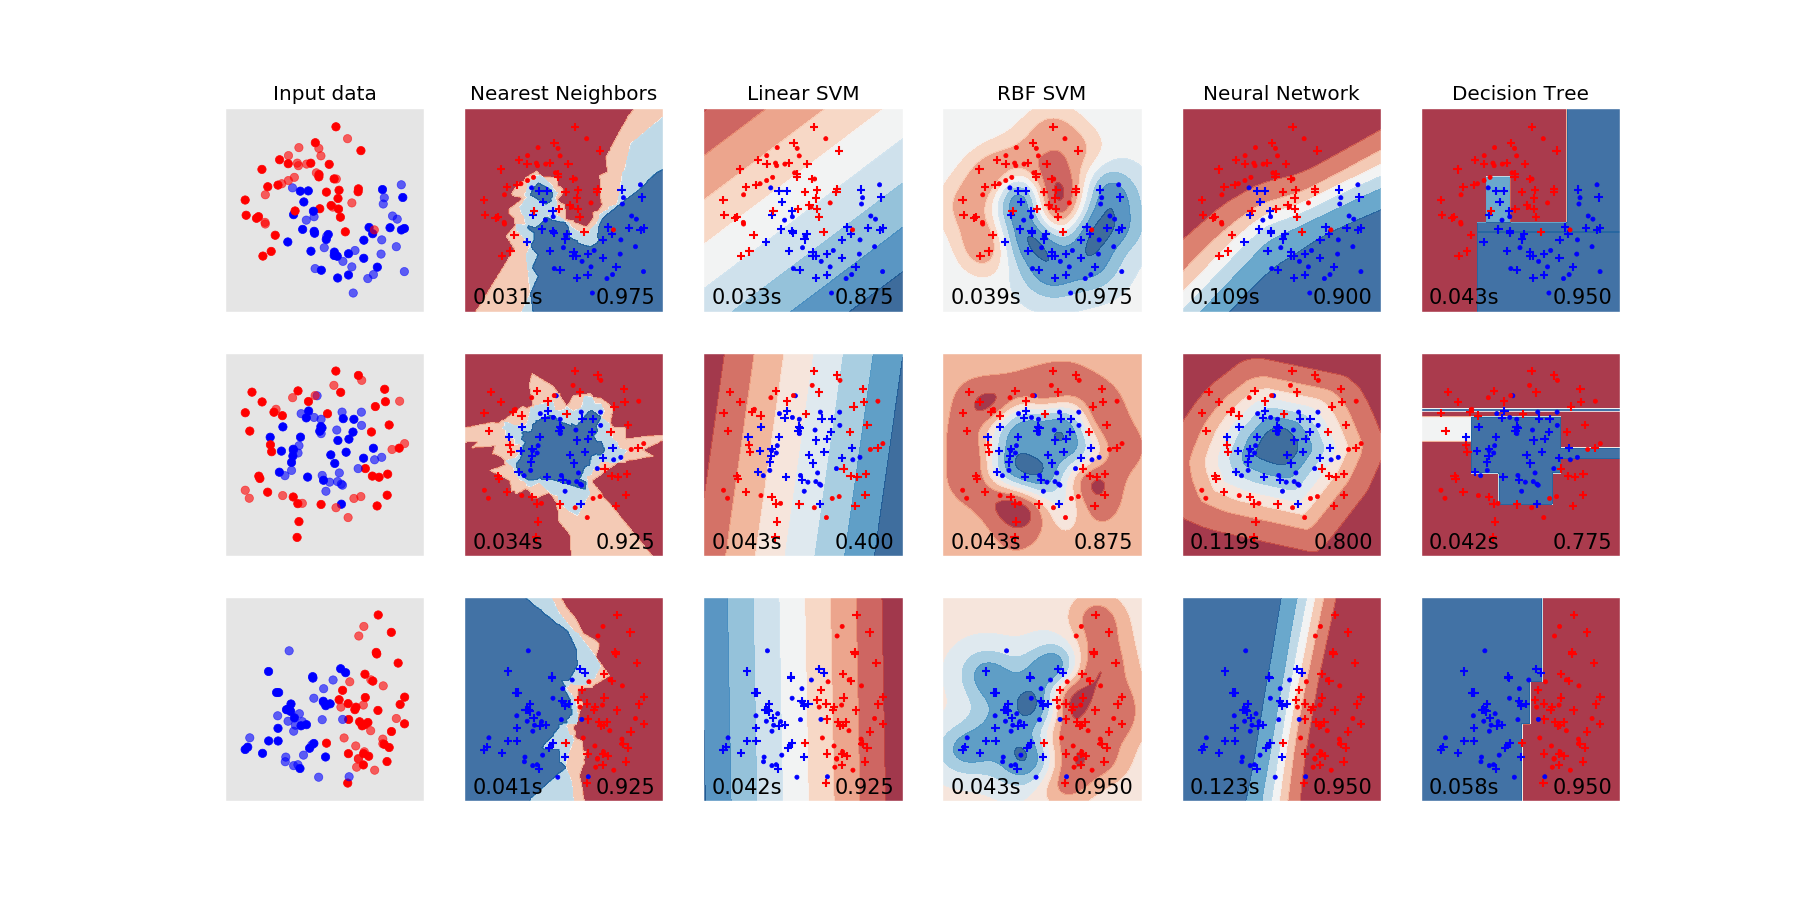 Input data Nearest Neighbors Linear SVM RBF SVM Neural Network Decision Tree
0.031s 0.975 0.033s 0.875 0.039s 0.975 0.109s 0.900 0.043s 0.950
0.034s 0.925 0.043s 0.400 0.043s 0.875 0.119s 0.800 0.042s 0.775
0.041s 0.925 0.042s 0.925 0.043s 0.950 0.123s 0.950 0.058s 0.950